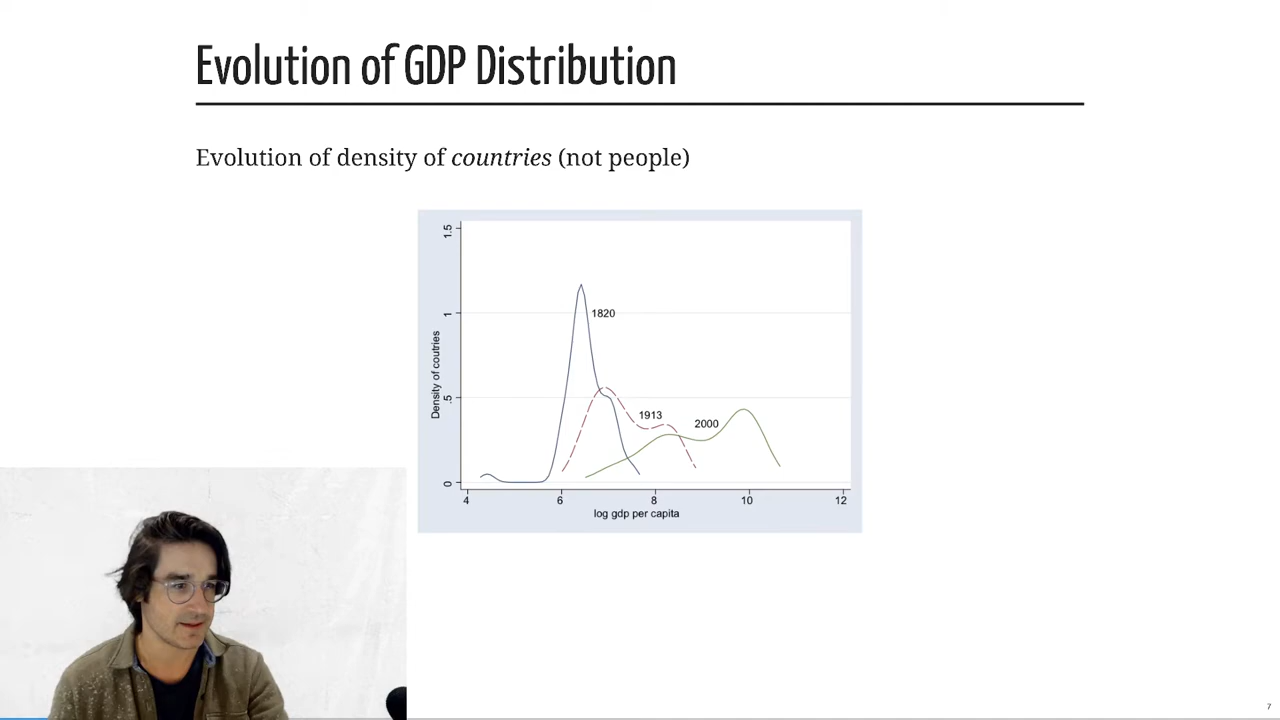 Evolution of GDP Distribution
Evolution of density of countries (not people)
1.5
1
.5
0
Density of coutries
1820
1913
2000
4 6 8 10 12
log gdp per capita
7